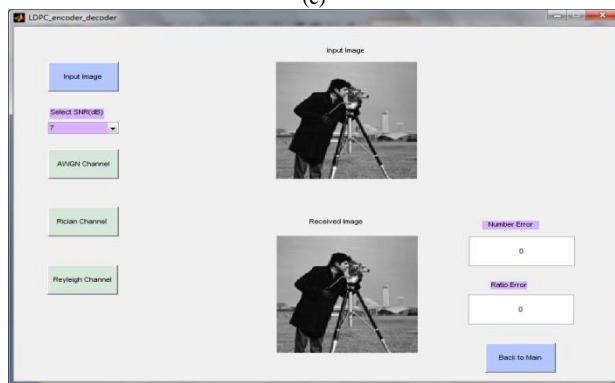 (c)
LDPC_encoder_decoder
Input Image
Input Image
Select SNR(dB)
7
AWGN Channel
Rician Channel
Received Image
Number Error
0
Reyleigh Channel
Ratio Error
0
Back to Main